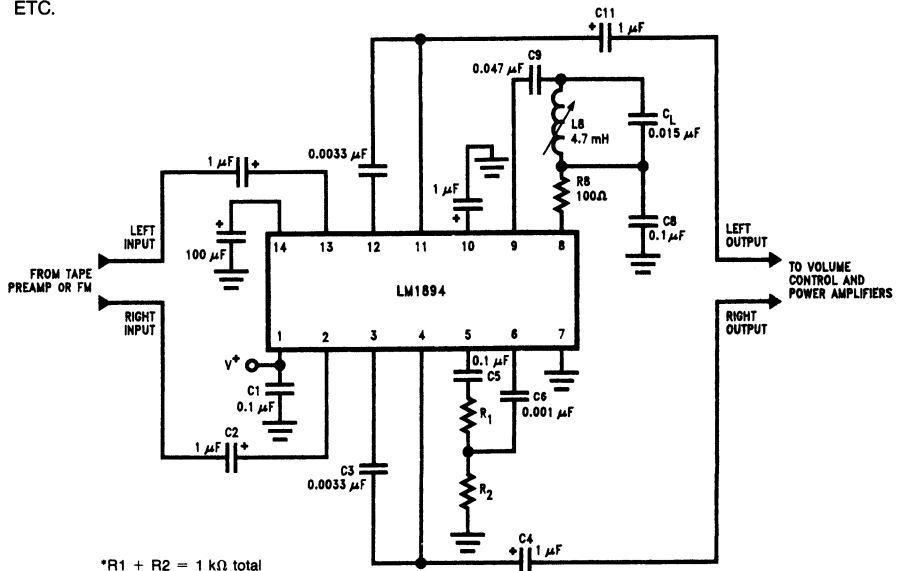 ETC.
C11
+
1 μF
C9
0.047 μF
L8
4.7 mH
CL
0.015 μF
R8
100Ω
C8
0.1 μF
1 μF
+
0.0033 μF
1 μF
+
+
100 μF
LEFT
INPUT
14 13 12 11 10 9 8
LEFT
OUTPUT
FROM TAPE
PREAMP OR FM
LM1894
TO VOLUME
CONTROL AND
POWER AMPLIFIERS
RIGHT
INPUT
1 2 3 4 5 6 7
RIGHT
OUTPUT
V+
C1
0.1 μF
0.1 μF
C5
C6
0.001 μF
R1
C2
1 μF
+
C3
0.0033 μF
R2
C4
+
1 μF
*R1 + R2 = 1 kΩ total